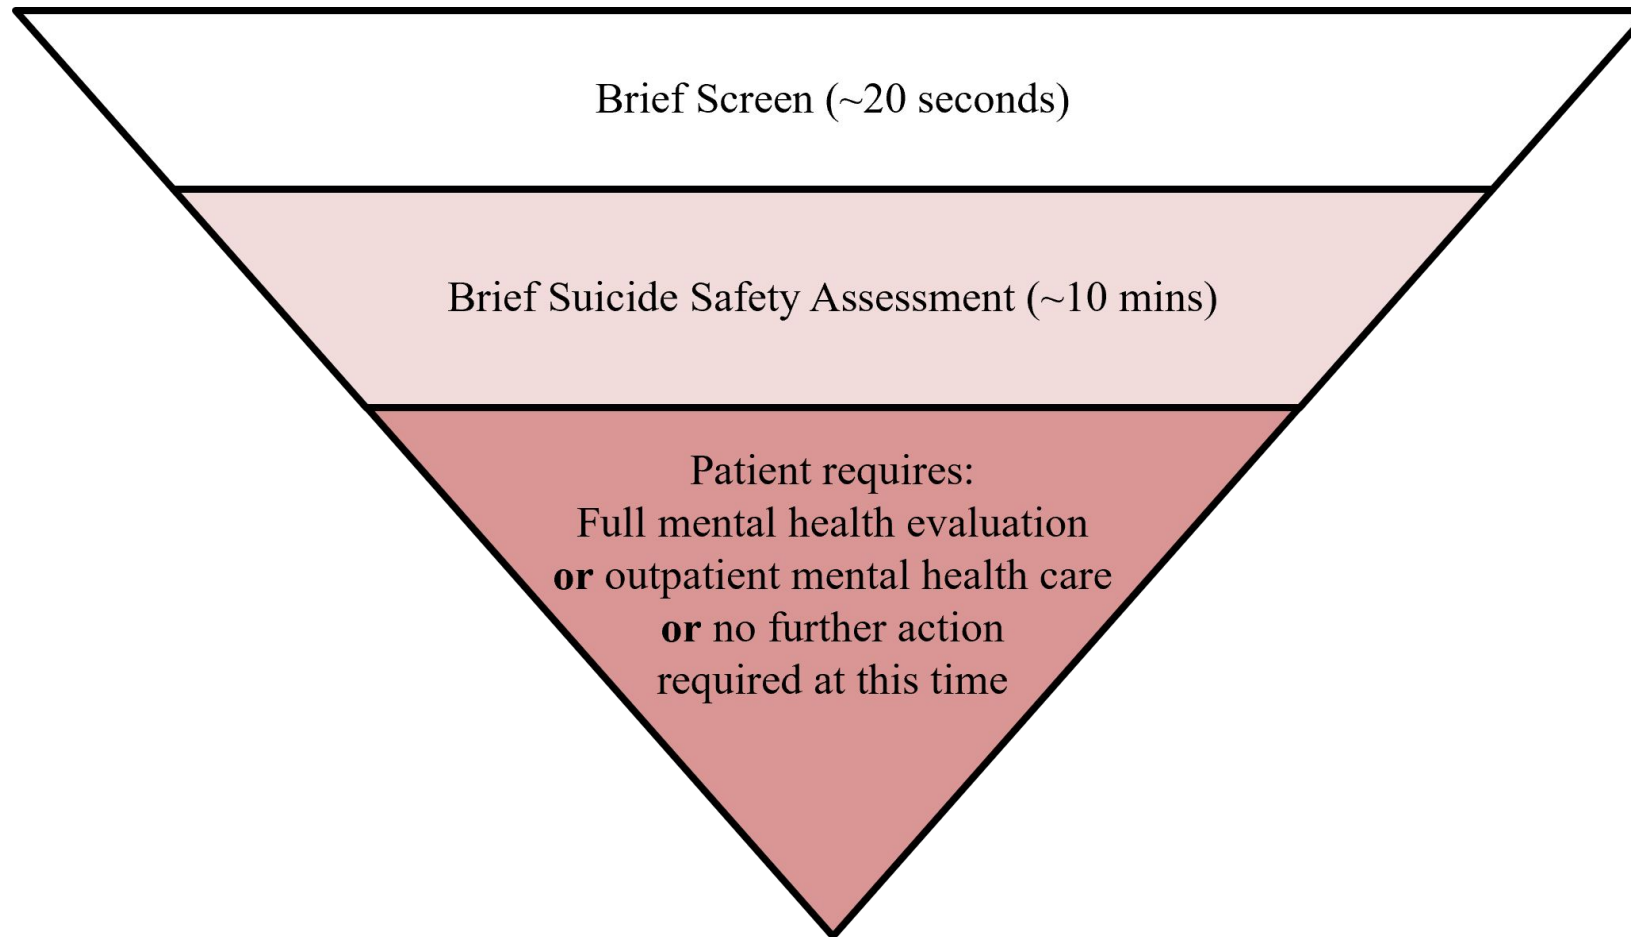 Brief Screen (~20 seconds)
Brief Suicide Safety Assessment (~10 mins)
Patient requires:
Full mental health evaluation
or outpatient mental health care
or no further action
required at this time